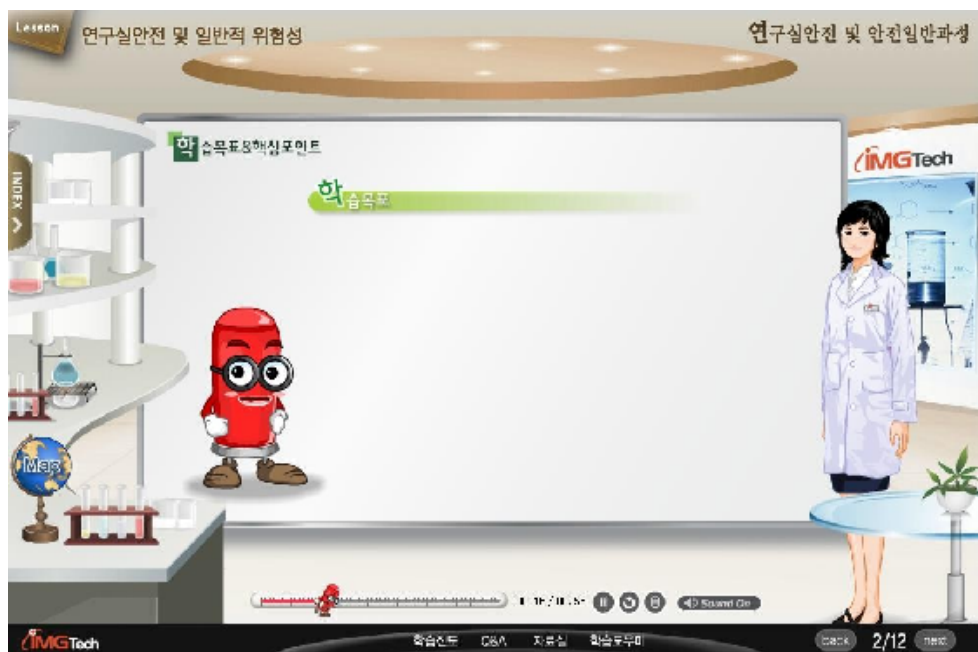 Lesson
연구실안전 및 일반적 위험성
연구실안전 및 안전일반과정
학습목표&핵심포인트
학습목표
INDEX
iMGTech
Map
Sound On
iMGTech
학습진도 Q&A 자료실 학습도우미
back 2/12 next